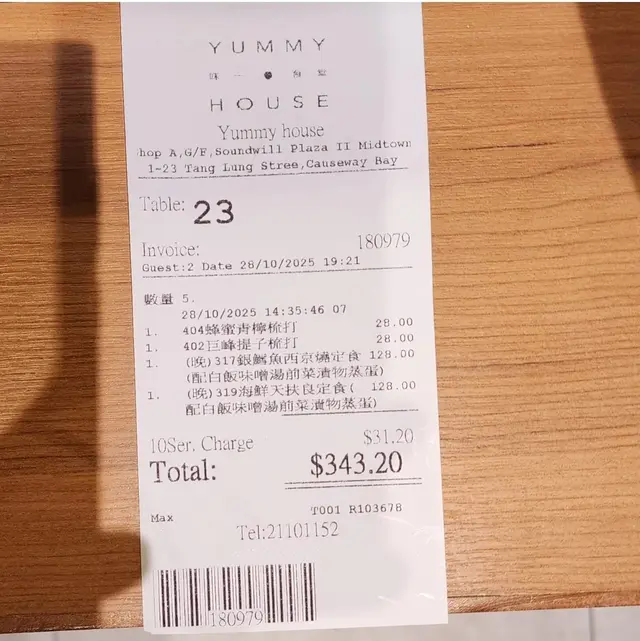 YUMMY
味 一 ● 海 堂
HOUSE
Yummy house
hop A,G/F,Soundwill Plaza II Midtown
1-23 Tang Lung Stree,Causeway Bay
Table: 23
Invoice: 180979
Guest:2 Date 28/10/2025 19:21
數量 5.
28/10/2025 14:35:46 07
1. 404蜂蜜青檸梳打 28.00
1. 402巨峰提子梳打 28.00
1. (晚)317銀鱈魚西京燒定食 128.00
(配白飯味噌湯前菜漬物蒸蛋)
1. (晚)319海鮮天扶良定食( 128.00
配白飯味噌湯前菜漬物蒸蛋)
10Ser. Charge $31.20
Total: $343.20
Max T001 R103678
Tel:21101152
180979